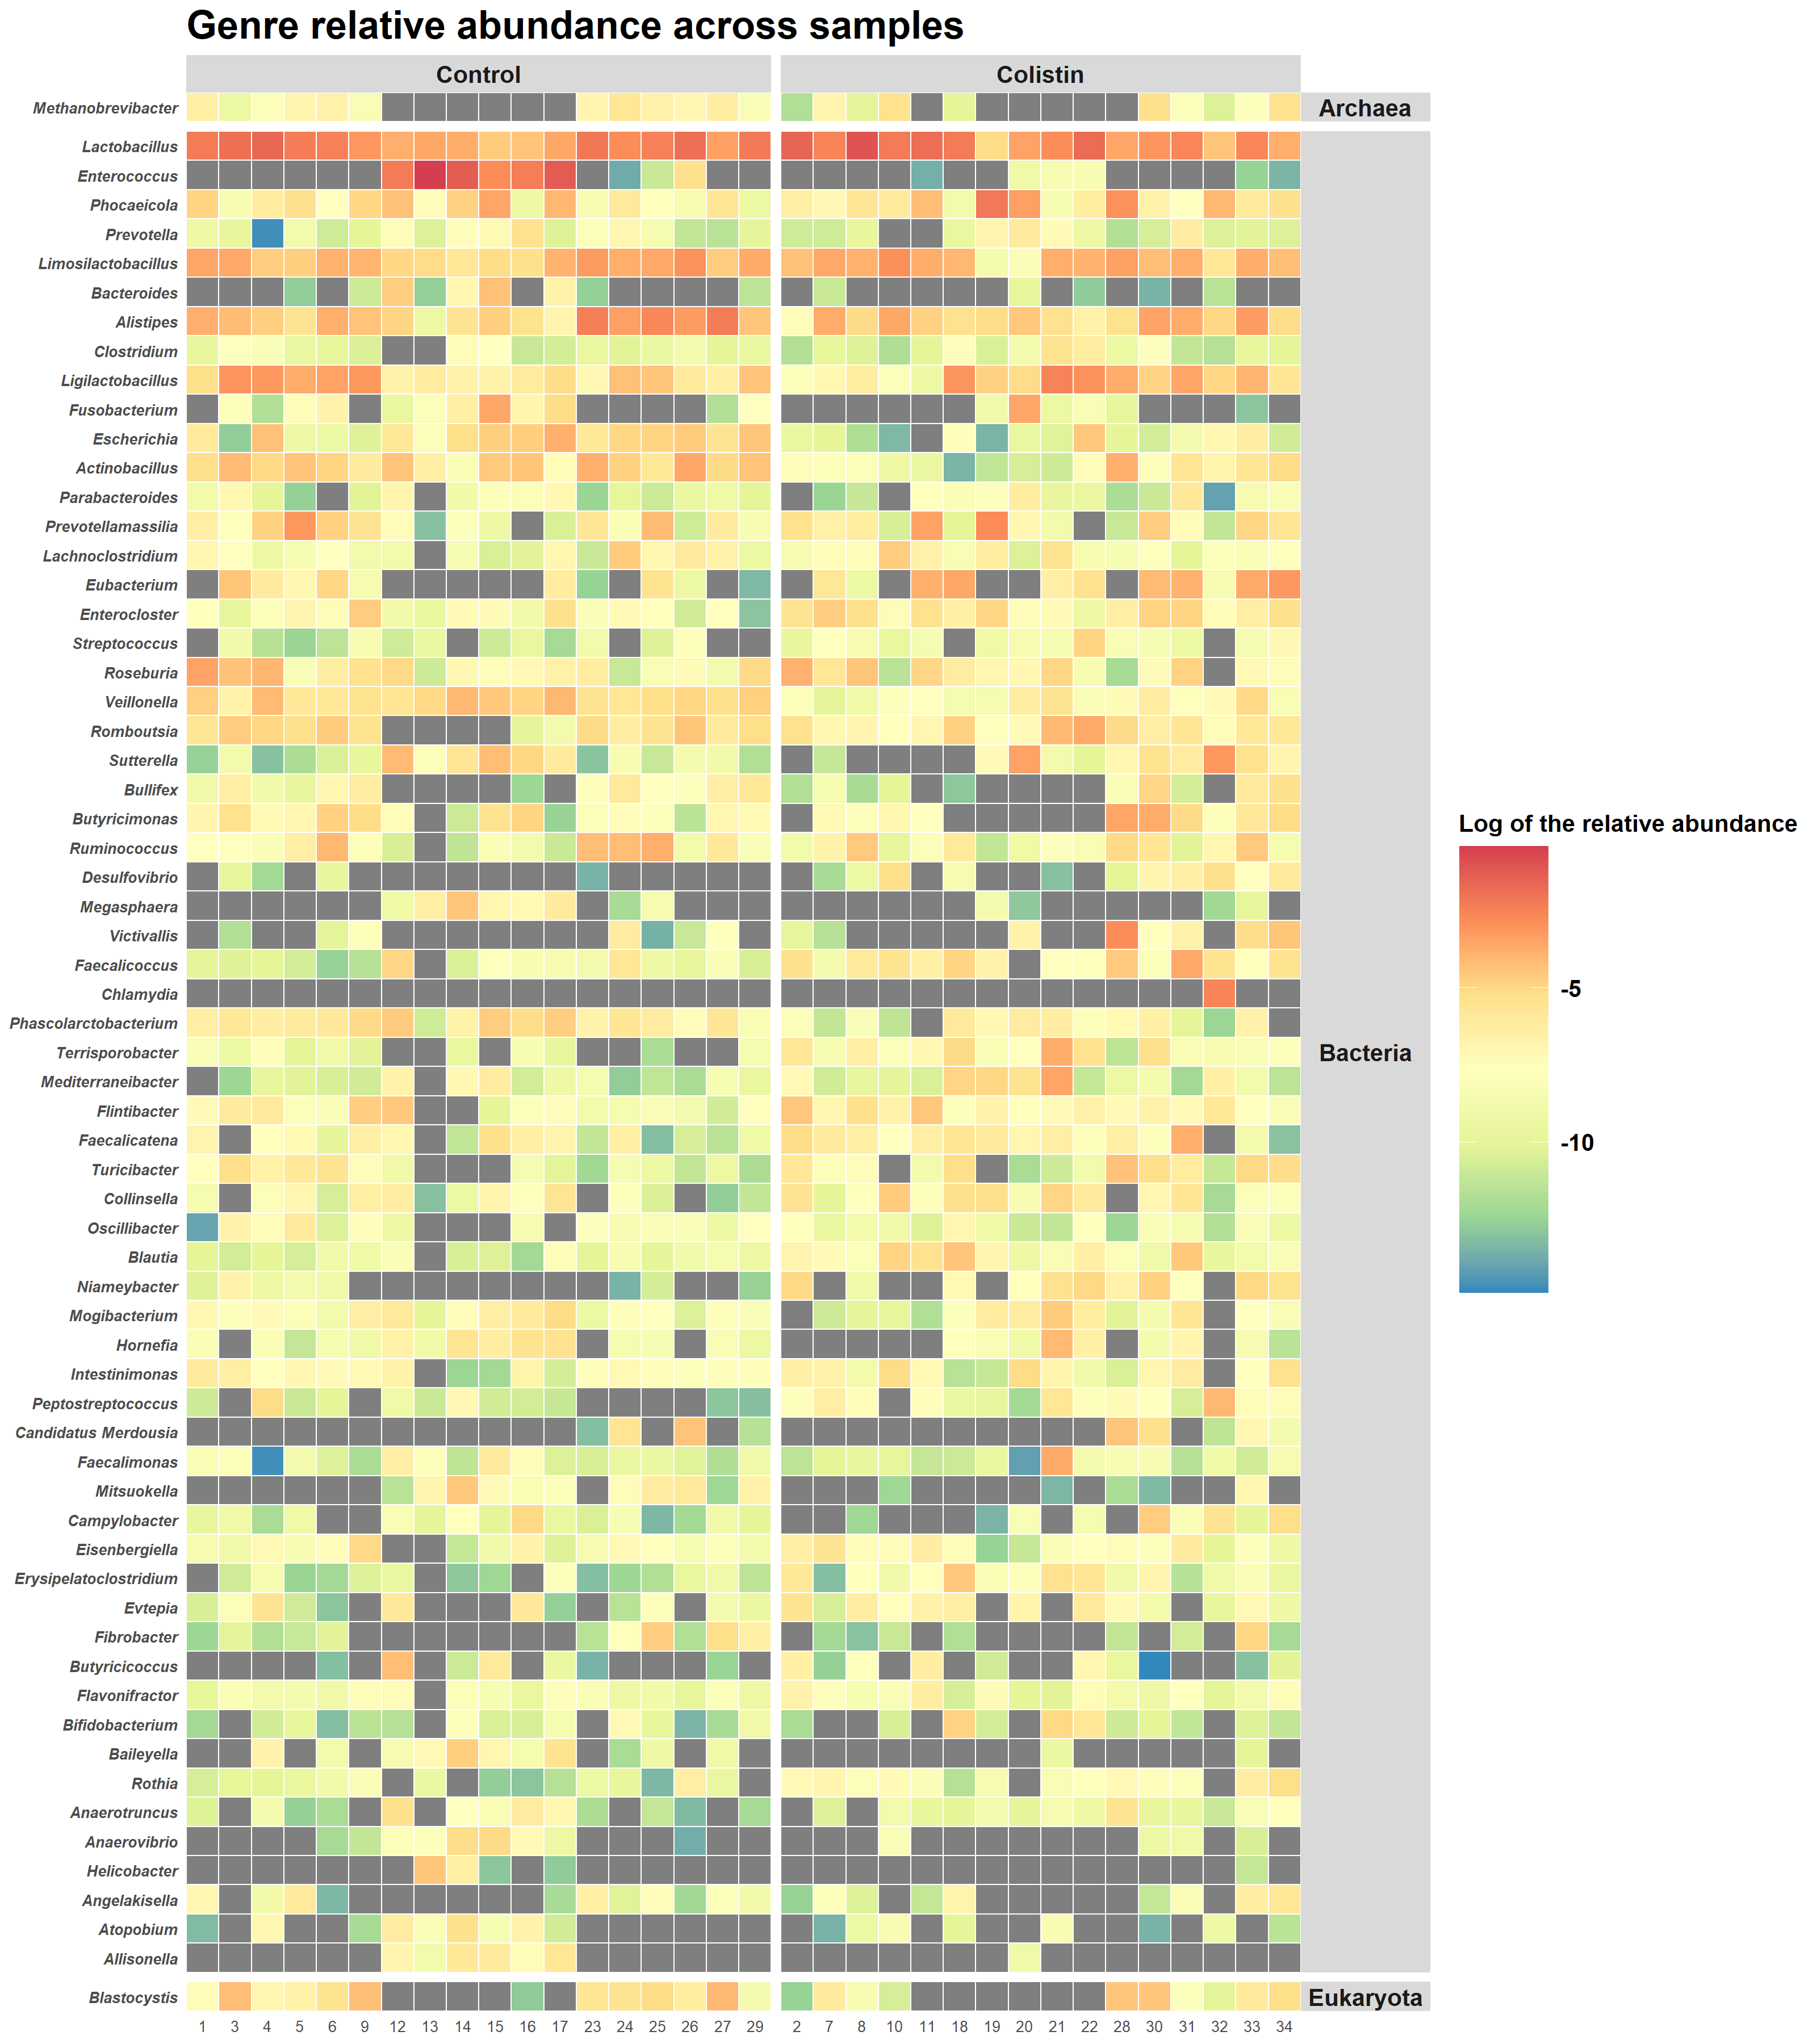 Genre relative abundance across samples
Control
Colistin
Methanobrevibacter
Archaea
Lactobacillus
Enterococcus
Phocaeicola
Prevotella
Limosilactobacillus
Bacteroides
Alistipes
Clostridium
Ligilactobacillus
Fusobacterium
Escherichia
Actinobacillus
Parabacteroides
Prevotellamassilia
Lachnoclostridium
Eubacterium
Enterocloster
Streptococcus
Roseburia
Veillonella
Romboutsia
Sutterella
Bullifex
Butyricimonas
Ruminococcus
Desulfovibrio
Megasphaera
Victivallis
Faecalicoccus
Chlamydia
Phascolarctobacterium
Terrisporobacter
Mediterraneibacter
Flintibacter
Faecalicatena
Turicibacter
Collinsella
Oscillibacter
Blautia
Niameybacter
Mogibacterium
Hornefia
Intestinimonas
Peptostreptococcus
Candidatus Merdousia
Faecalimonas
Mitsuokella
Campylobacter
Eisenbergiella
Erysipelatoclostridium
Evtepia
Fibrobacter
Butyricicoccus
Flavonifractor
Bifidobacterium
Baileyella
Rothia
Anaerotruncus
Anaerovibrio
Helicobacter
Angelakisella
Atopobium
Allisonella
Bacteria
Blastocystis
Eukaryota
1 3 4 5 6 9 12 13 14 15 16 17 23 24 25 26 27 29 2 7 8 10 11 18 19 20 21 22 28 30 31 32 33 34
Log of the relative abundance
-5
-10